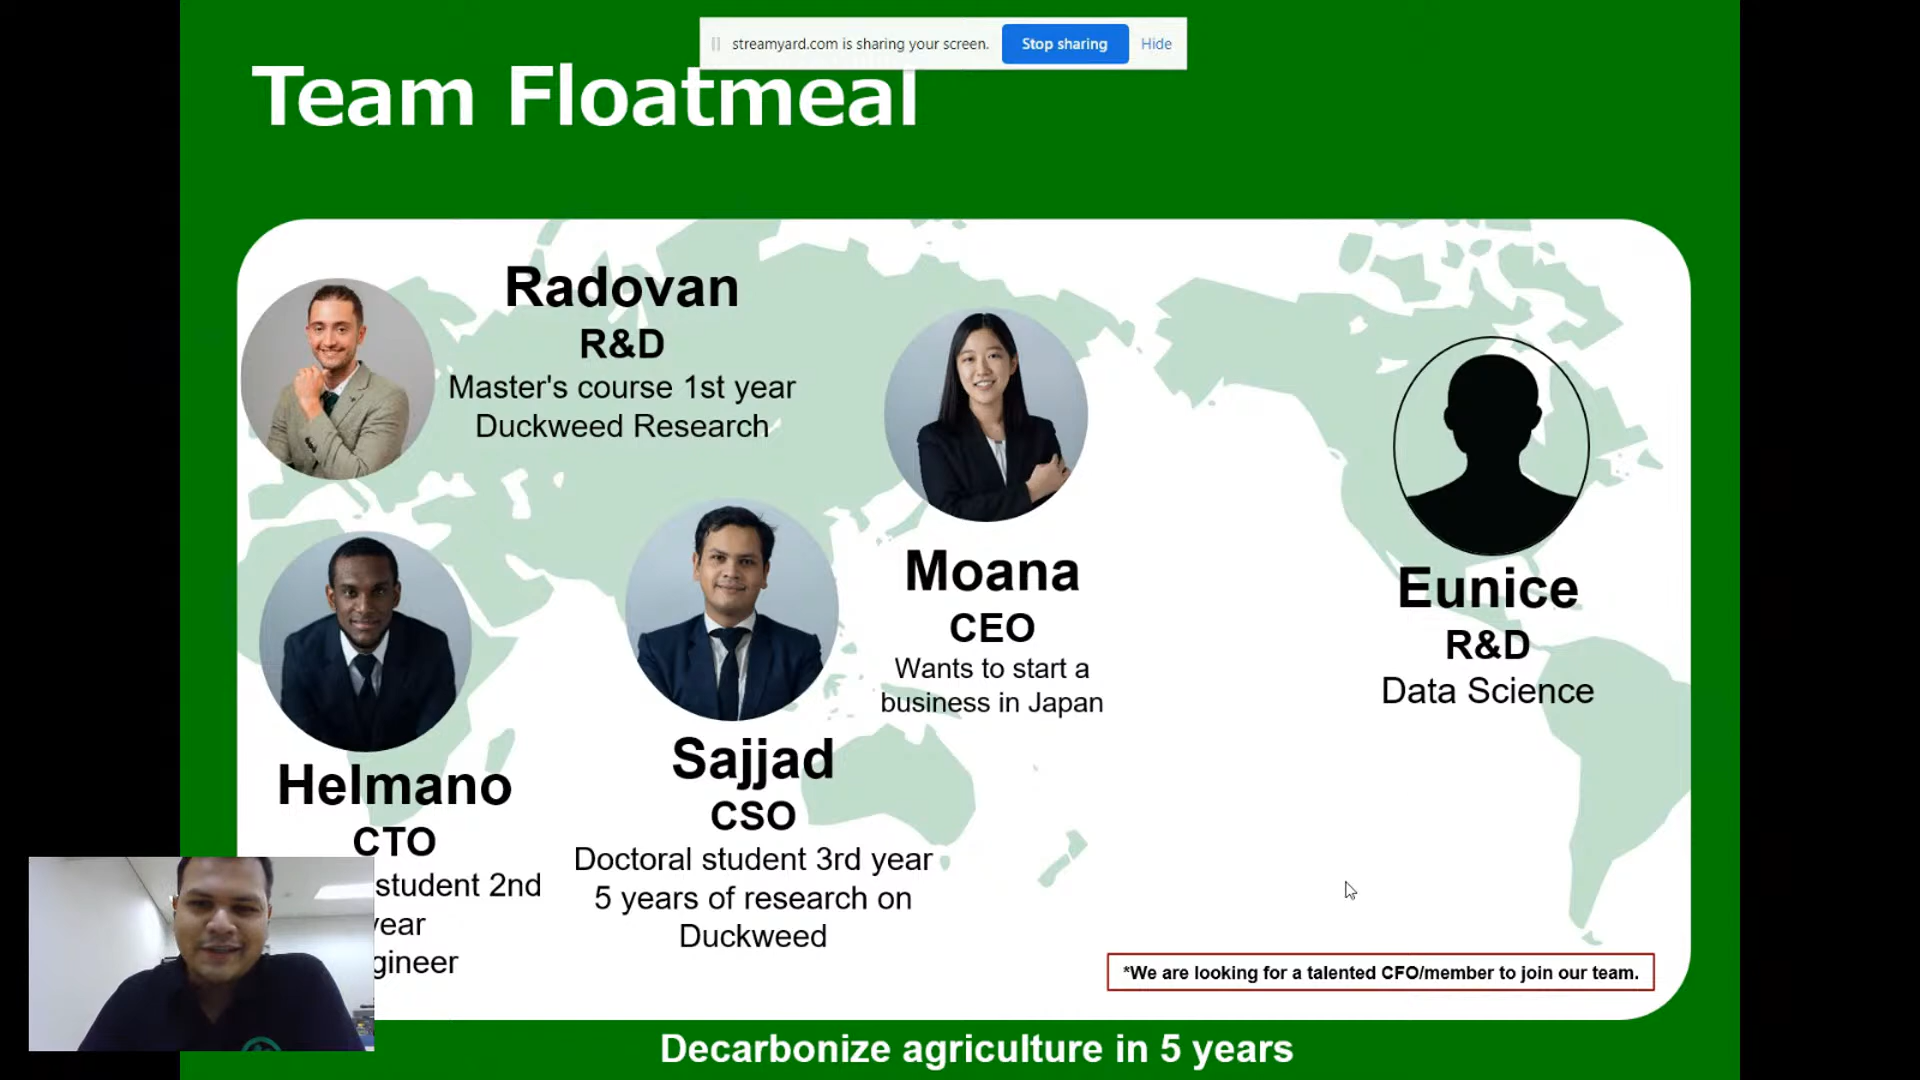 streamyard.com is sharing your screen.
Stop sharing
Hide
Team Floatmeal
Radovan
R&D
Master's course 1st year
Duckweed Research
Moana
CEO
Wants to start a
business in Japan
Eunice
R&D
Data Science
Helmano
CTO
student 2nd
year
Sajjad
CSO
Doctoral student 3rd year
5 years of research on
Duckweed
*We are looking for a talented CFO/member to join our team.
Decarbonize agriculture in 5 years